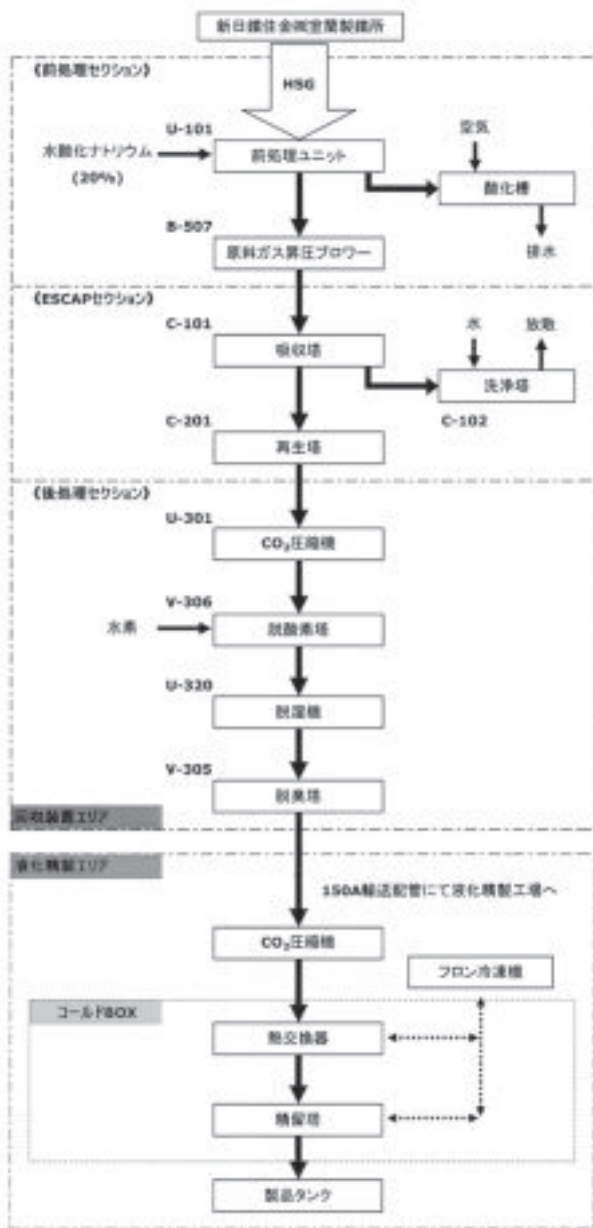 新日鐵住金㈱室蘭製鐵所
《前処理セクション》
HSG
U-101
水酸化ナトリウム
(20%)
前処理ユニット
空気
酸化槽
排水
B-507
原料ガス昇圧ブロワー
《ESCAPセクション》
C-101
吸収塔
水
放散
洗浄塔
C-102
C-201
再生塔
《後処理セクション》
U-301
CO₂圧縮機
V-306
水素
脱酸素塔
U-320
脱湿機
V-305
脱臭塔
回収装置エリア
液化精製エリア
150A輸送配管にて液化精製工場へ
CO₂圧縮機
フロン冷凍機
コールドBOX
熱交換器
精留塔
製品タンク